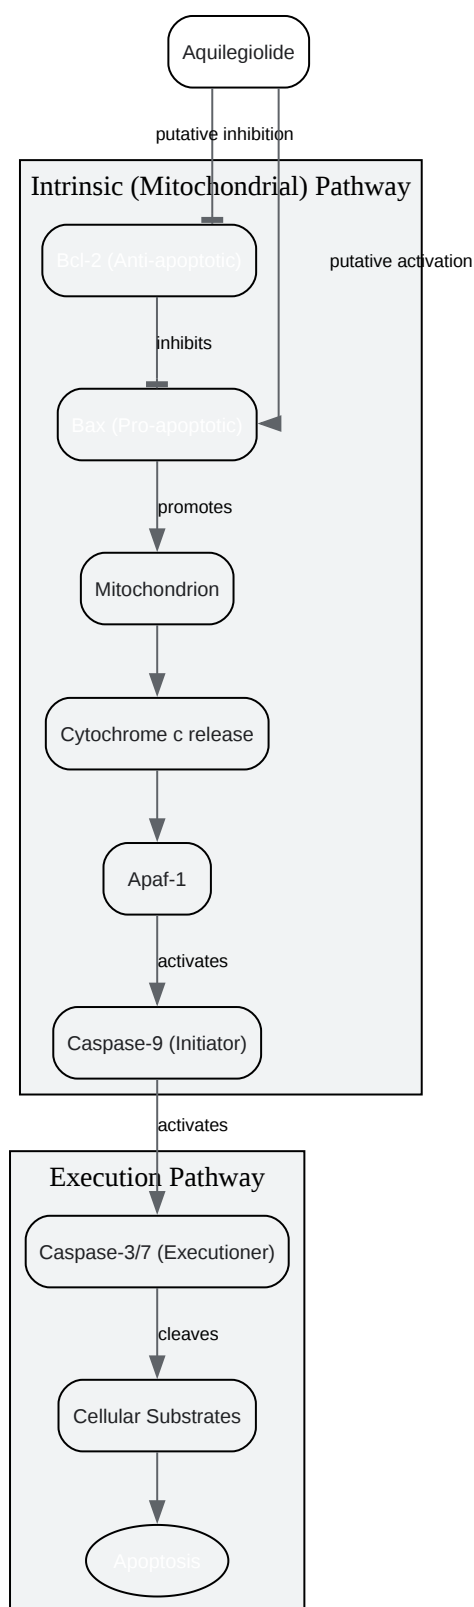 Aquilegiolide
putative inhibition
Intrinsic (Mitochondrial) Pathway
Bcl-2 (Anti-apoptotic)
putative activation
inhibits
Bax (Pro-apoptotic)
promotes
Mitochondrion
Cytochrome c release
Apaf-1
activates
Caspase-9 (Initiator)
activates
Execution Pathway
Caspase-3/7 (Executioner)
cleaves
Cellular Substrates
Apoptosis